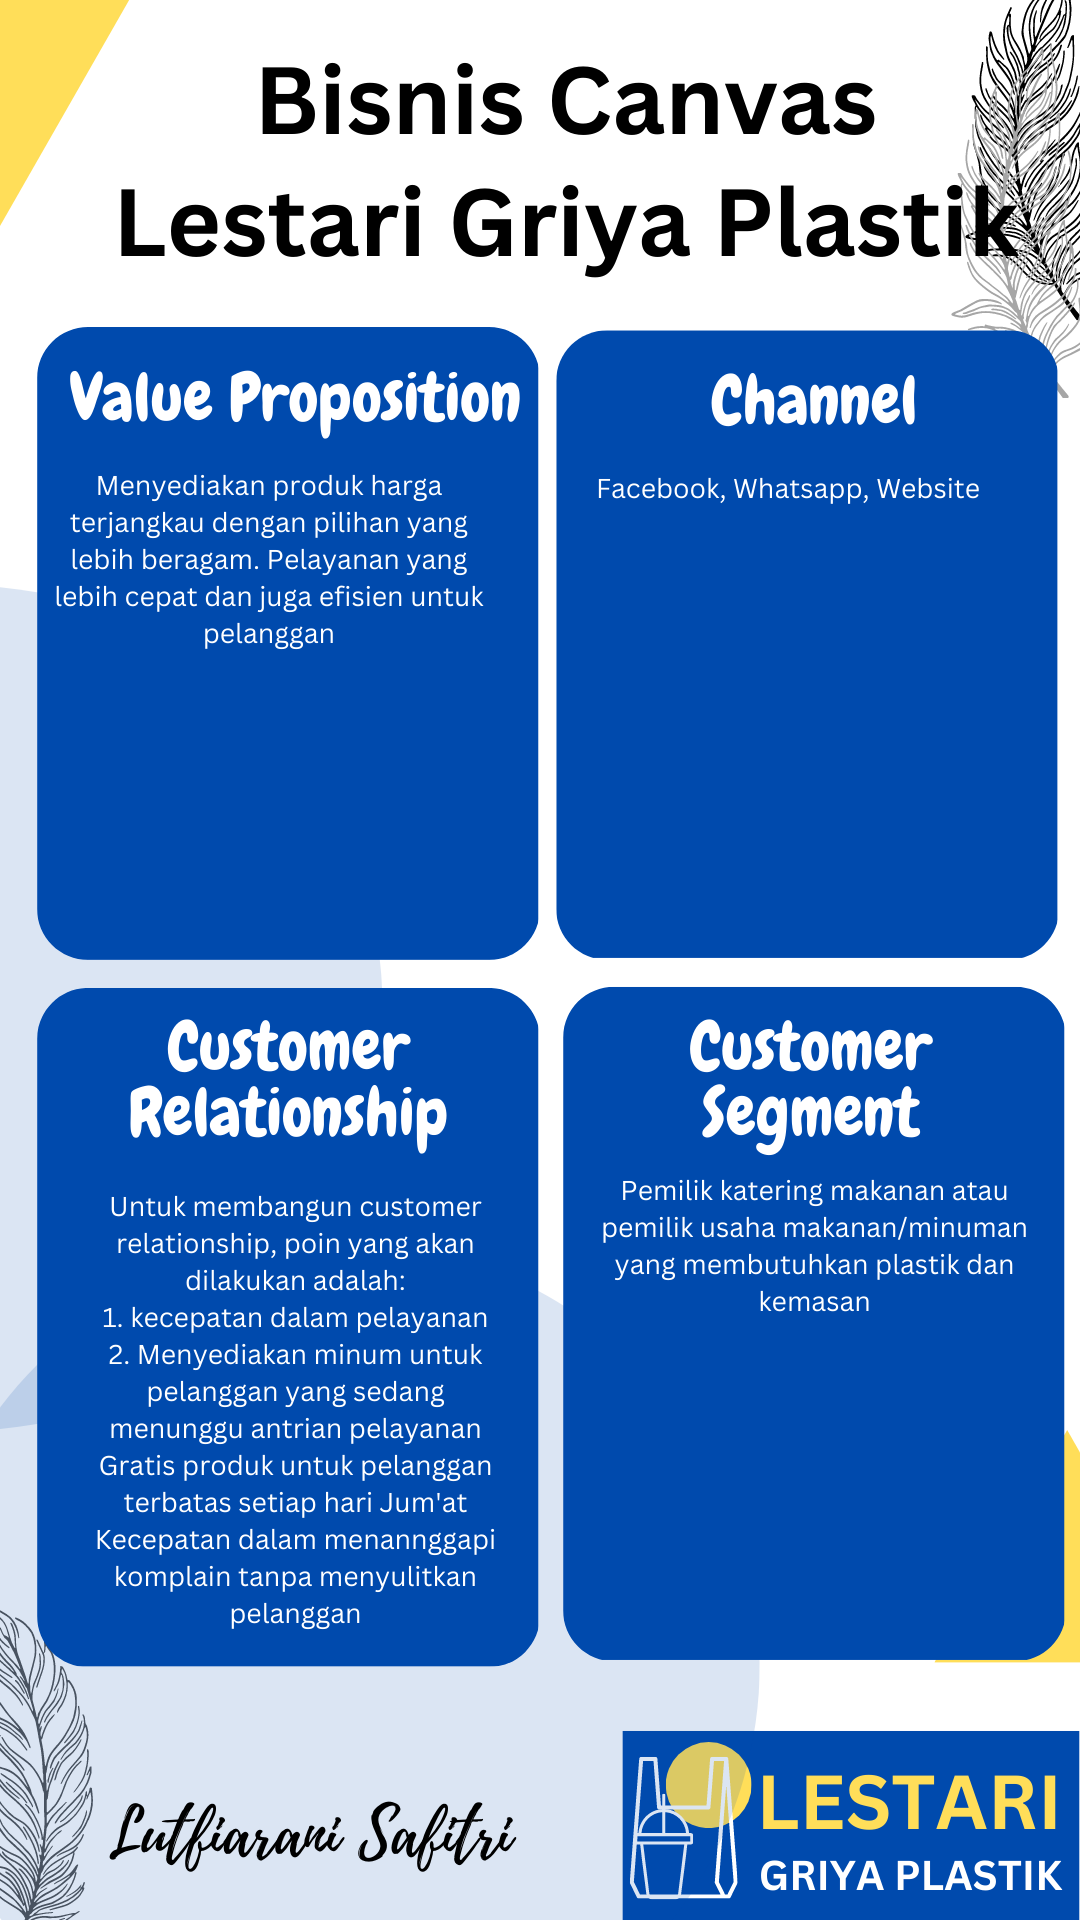 Bisnis Canvas
Lestari Griya Plastik
Value Proposition
Menyediakan produk harga
terjangkau dengan pilihan yang
lebih beragam. Pelayanan yang
lebih cepat dan juga efisien untuk
pelanggan
Channel
Facebook, Whatsapp, Website
Customer
Relationship
Untuk membangun customer
relationship, poin yang akan
dilakukan adalah:
1. kecepatan dalam pelayanan
2. Menyediakan minum untuk
pelanggan yang sedang
menunggu antrian pelayanan
Gratis produk untuk pelanggan
terbatas setiap hari Jum'at
Kecepatan dalam menannggapi
komplain tanpa menyulitkan
pelanggan
Customer
Segment
Pemilik katering makanan atau
pemilik usaha makanan/minuman
yang membutuhkan plastik dan
kemasan
Lutfiarani Safitri
LESTARI
GRIYA PLASTIK